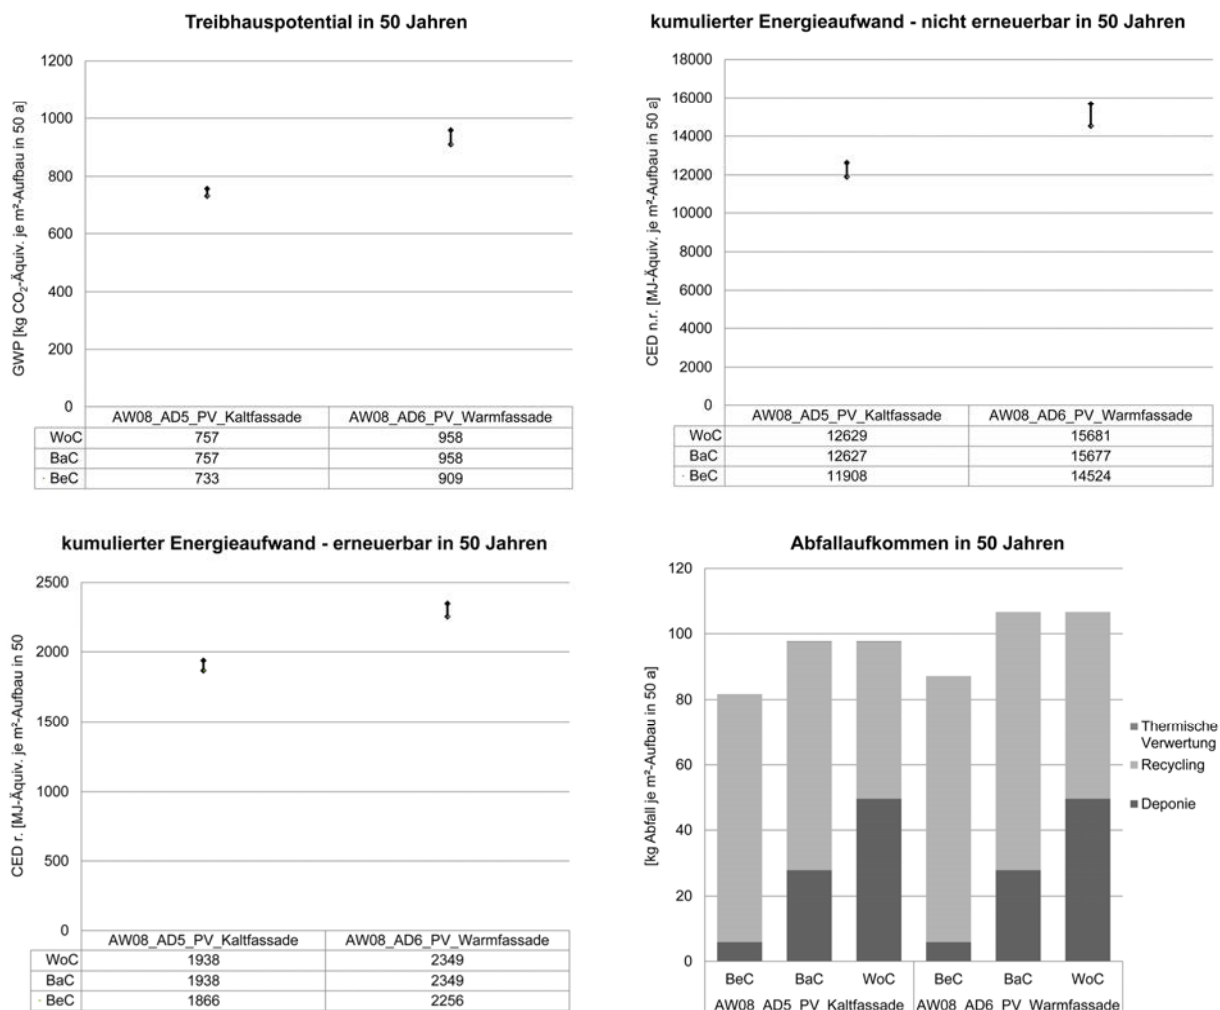 Treibhauspotential in 50 Jahren
GWP [kg CO₂-Äquiv. je m²-Aufbau in 50 a]
1200
1000
800
600
400
200
0
AW08_AD5_PV_Kaltfassade AW08_AD6_PV_Warmfassade
WoC 757 958
BaC 757 958
BeC 733 909
kumulierter Energieaufwand - nicht erneuerbar in 50 Jahren
CED n.r. [MJ-Äquiv. je m²-Aufbau in 50 a]
18000
16000
14000
12000
10000
8000
6000
4000
2000
0
AW08_AD5_PV_Kaltfassade AW08_AD6_PV_Warmfassade
WoC 12629 15681
BaC 12627 15677
BeC 11908 14524
kumulierter Energieaufwand - erneuerbar in 50 Jahren
CED r. [MJ-Äquiv. je m²-Aufbau in 50
2500
2000
1500
1000
500
0
AW08_AD5_PV_Kaltfassade AW08_AD6_PV_Warmfassade
WoC 1938 2349
BaC 1938 2349
BeC 1866 2256
Abfallaufkommen in 50 Jahren
[kg Abfall je m²-Aufbau in 50 a]
120
100
80
60
40
20
0
BeC BaC WoC BeC BaC WoC
AW08_AD5_PV_Kaltfassade AW08_AD6_PV_Warmfassade
Thermische
Verwertung
Recycling
Deponie